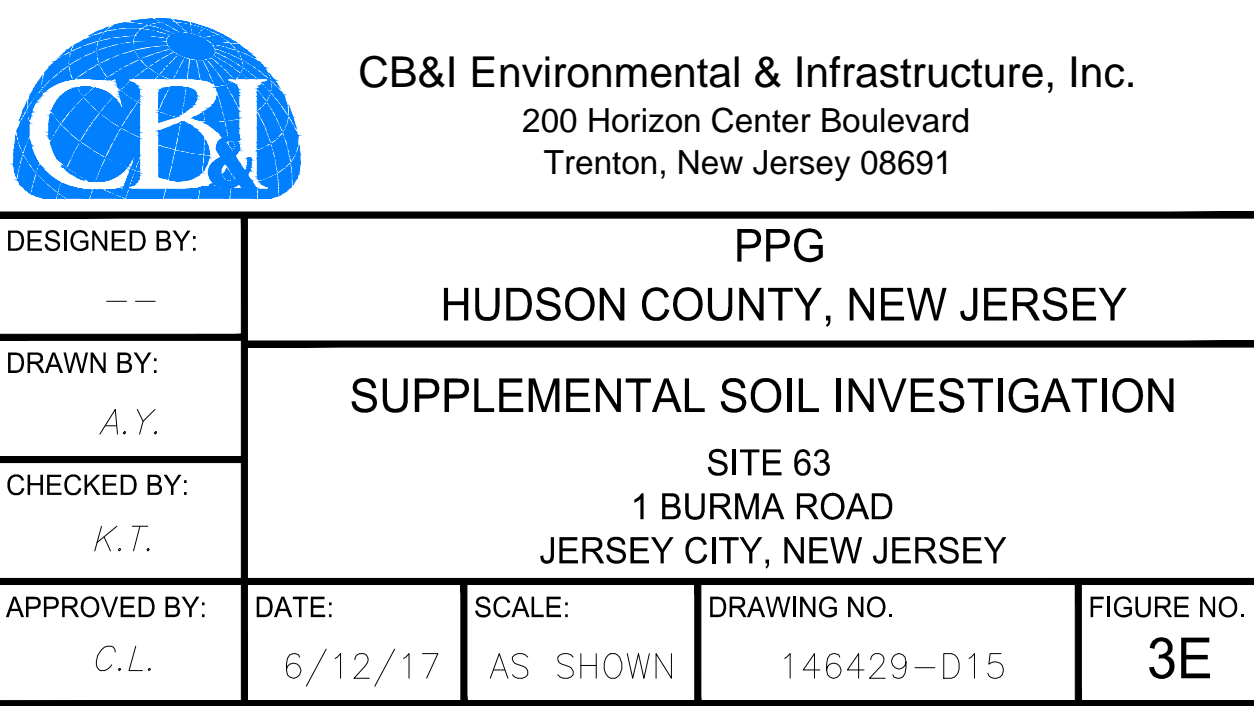 CB&I
CB&I Environmental & Infrastructure, Inc.
200 Horizon Center Boulevard
Trenton, New Jersey 08691
DESIGNED BY:
--
PPG
HUDSON COUNTY, NEW JERSEY
DRAWN BY:
A.Y.
SUPPLEMENTAL SOIL INVESTIGATION
SITE 63
1 BURMA ROAD
JERSEY CITY, NEW JERSEY
CHECKED BY:
K.T.
APPROVED BY:
C.L.
DATE:
6/12/17
SCALE:
AS SHOWN
DRAWING NO.
146429-D15
FIGURE NO.
3E